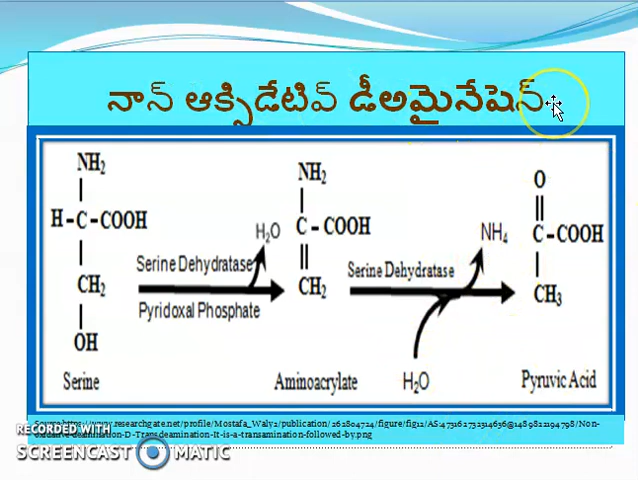 నాన్ ఆక్సిడేటివ్ డీఅమైనేషెన్
NH2
H-C-COOH
CH2
OH
Serine
Serine Dehydratase
Pyridoxal Phosphate
H2O
NH2
C-COOH
CH2
Aminoacrylate
Serine Dehydratase
H2O
NH4
O
C-COOH
CH3
Pyruvic Acid
RECORDED WITH
SCREENCAST MATIC